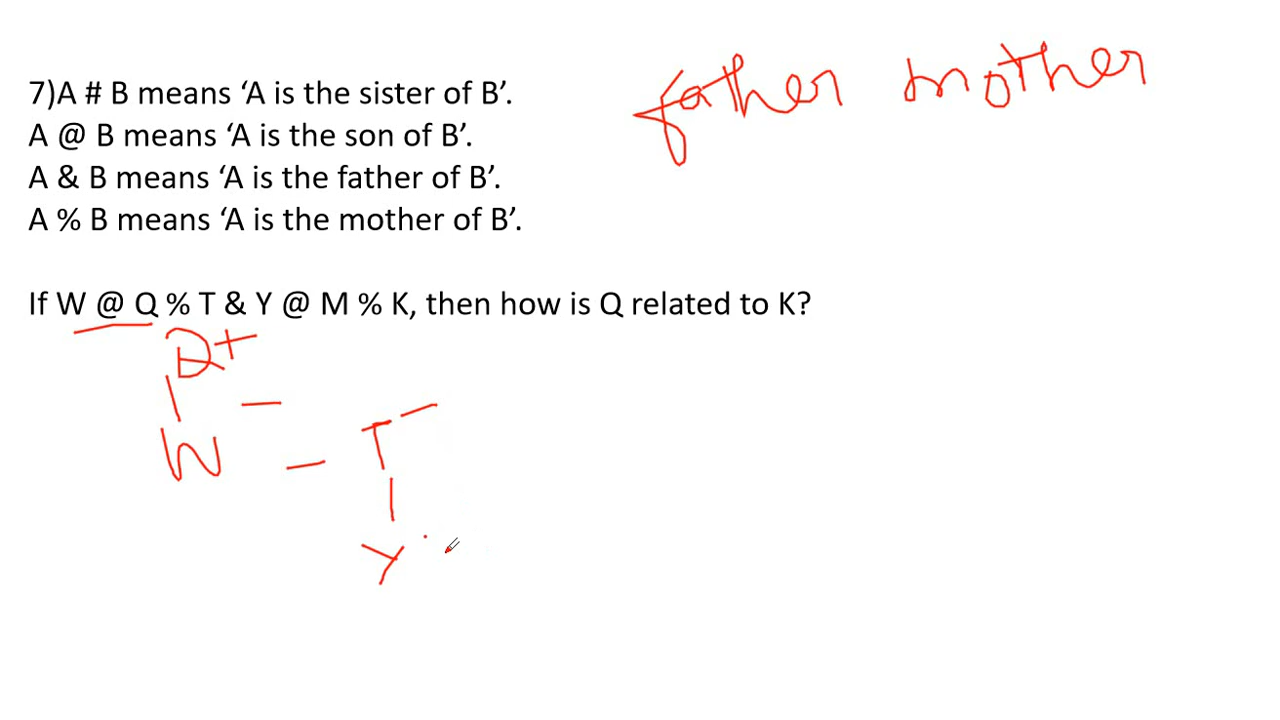 father mother
7)A # B means ‘A is the sister of B’.
A @ B means ‘A is the son of B’.
A & B means ‘A is the father of B’.
A % B means ‘A is the mother of B’.
If W @ Q % T & Y @ M % K, then how is Q related to K?
Q+
W - T -
Y